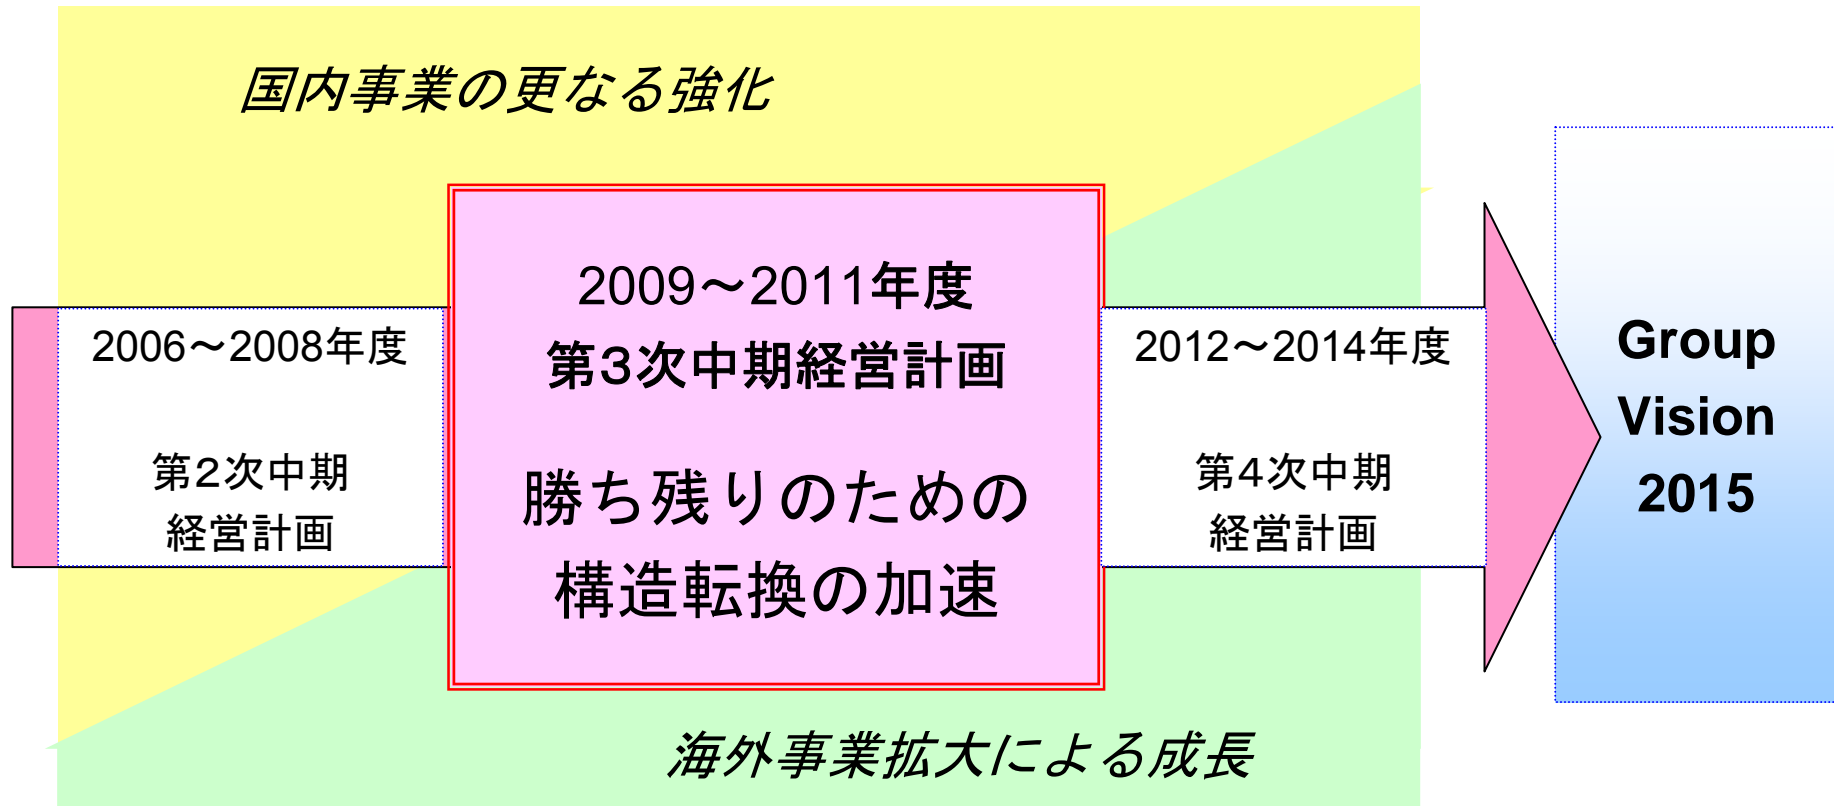 国内事業の更なる強化
2006～2008年度
第2次中期
経営計画
2009～2011年度
第3次中期経営計画
勝ち残りのための
構造転換の加速
2012～2014年度
第4次中期
経営計画
Group
Vision
2015
海外事業拡大による成長